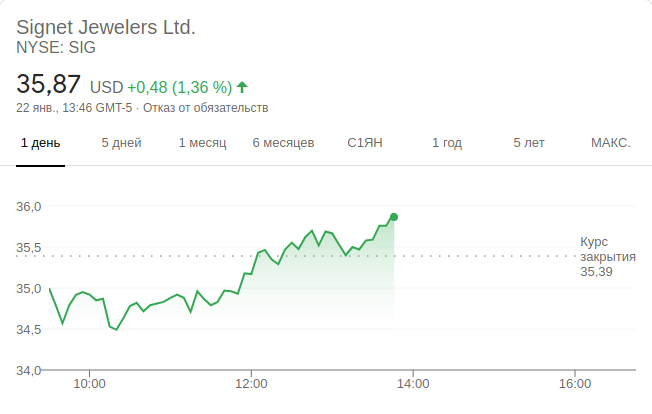 Signet Jewelers Ltd.
NYSE: SIG
35,87 USD +0,48 (1,36 %)
22 янв., 13:46 GMT-5 · Отказ от обязательств
1 день 5 дней 1 месяц 6 месяцев С1ЯН 1 год 5 лет МАКС.
36,0
35,5
35,0
34,5
34,0
Курс
закрытия
35,39
10:00 12:00 14:00 16:00